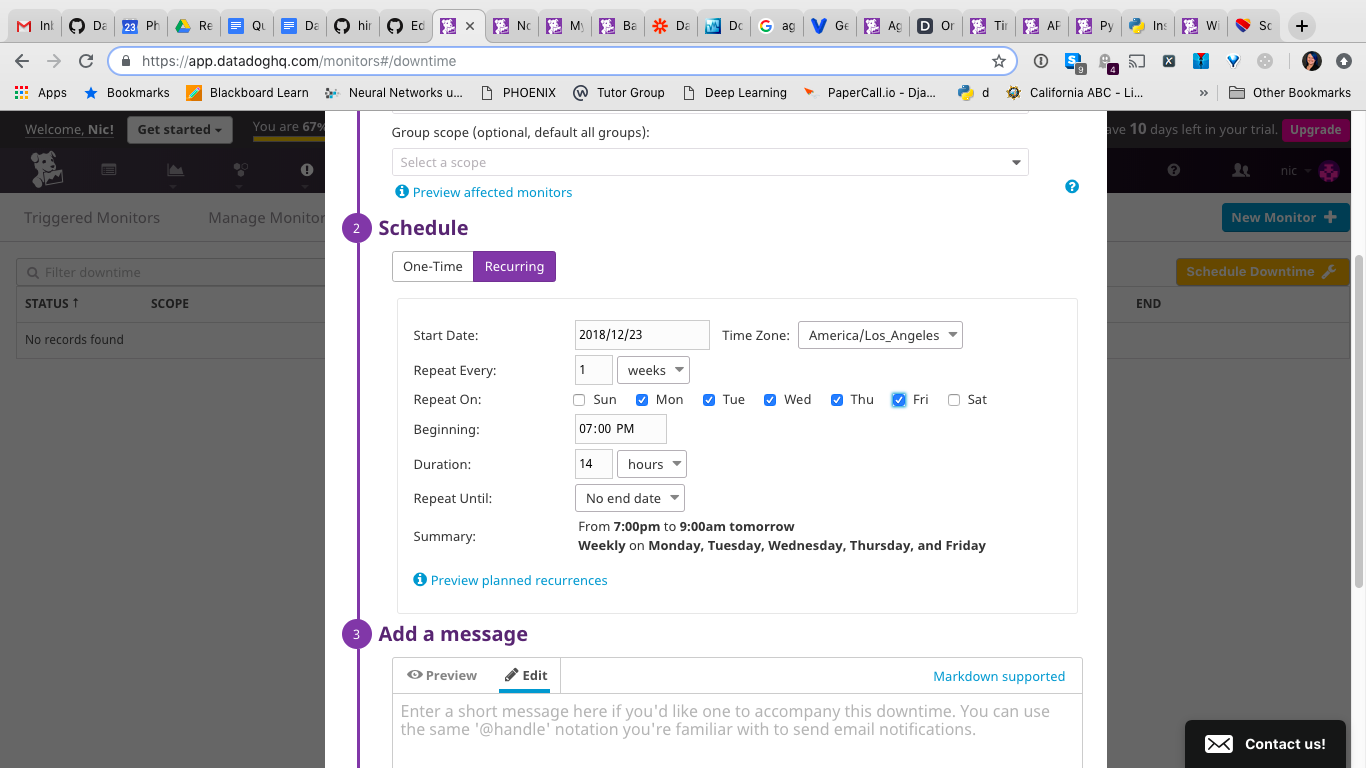 Inl
Da
23
Ph
Re
Qu
Da
hir
Ed
No
My
Ba
Da
Do
ag
Ge
Ag
Or
Tir
AP
Py
Ins
Wi
Sc
https://app.datadoghq.com/monitors#/downtime
9
4
Apps
Bookmarks
Blackboard Learn
Neural Networks u...
PHOENIX
Tutor Group
Deep Learning
PaperCall.io - Dja...
d
California ABC - Li...
»
Other Bookmarks
Welcome, Nic!
Get started
You are 67%
ave 10 days left in your trial.
Upgrade
nic
Triggered Monitors
Manage Monitor
New Monitor +
Filter downtime
Schedule Downtime
STATUS ↑
SCOPE
END
No records found
Group scope (optional, default all groups):
Select a scope
Preview affected monitors
?
2
Schedule
One-Time
Recurring
Start Date:
2018/12/23
Time Zone:
America/Los_Angeles
Repeat Every:
1
weeks
Repeat On:
Sun
Mon
Tue
Wed
Thu
Fri
Sat
Beginning:
07:00 PM
Duration:
14
hours
Repeat Until:
No end date
Summary:
From 7:00pm to 9:00am tomorrow
Weekly on Monday, Tuesday, Wednesday, Thursday, and Friday
Preview planned recurrences
3
Add a message
Preview
Edit
Markdown supported
Enter a short message here if you'd like one to accompany this downtime. You can use
the same '@handle' notation you're familiar with to send email notifications.
Contact us!